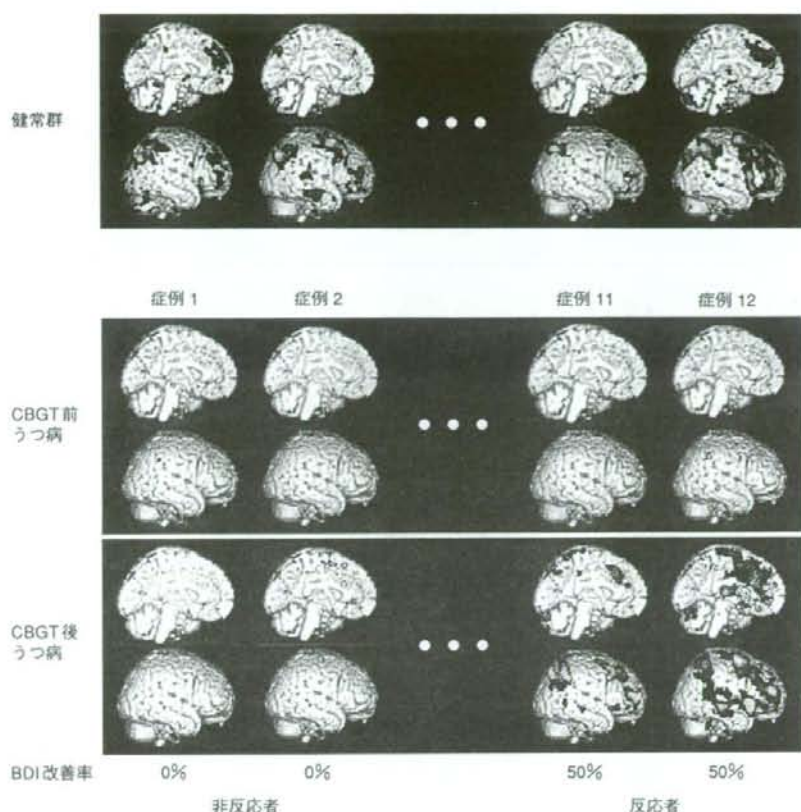 健常群
症例 1 症例 2 症例 11 症例 12
CBGT 前
うつ病
CBGT 後
うつ病
BDI 改善率 0% 0% 50% 50%
非反応者 反応者